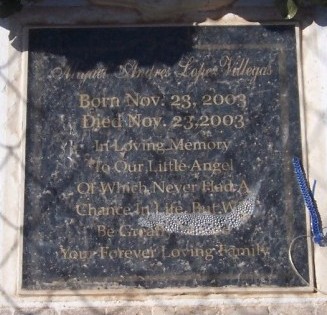 Andres Lopez Villegas
Born Nov. 23, 2003
Died Nov. 23,2003
In Loving Memory
To Our Little Angel
Of Which Never Had A
Chance In Life, But
Be Great
Your Forever Loving Family